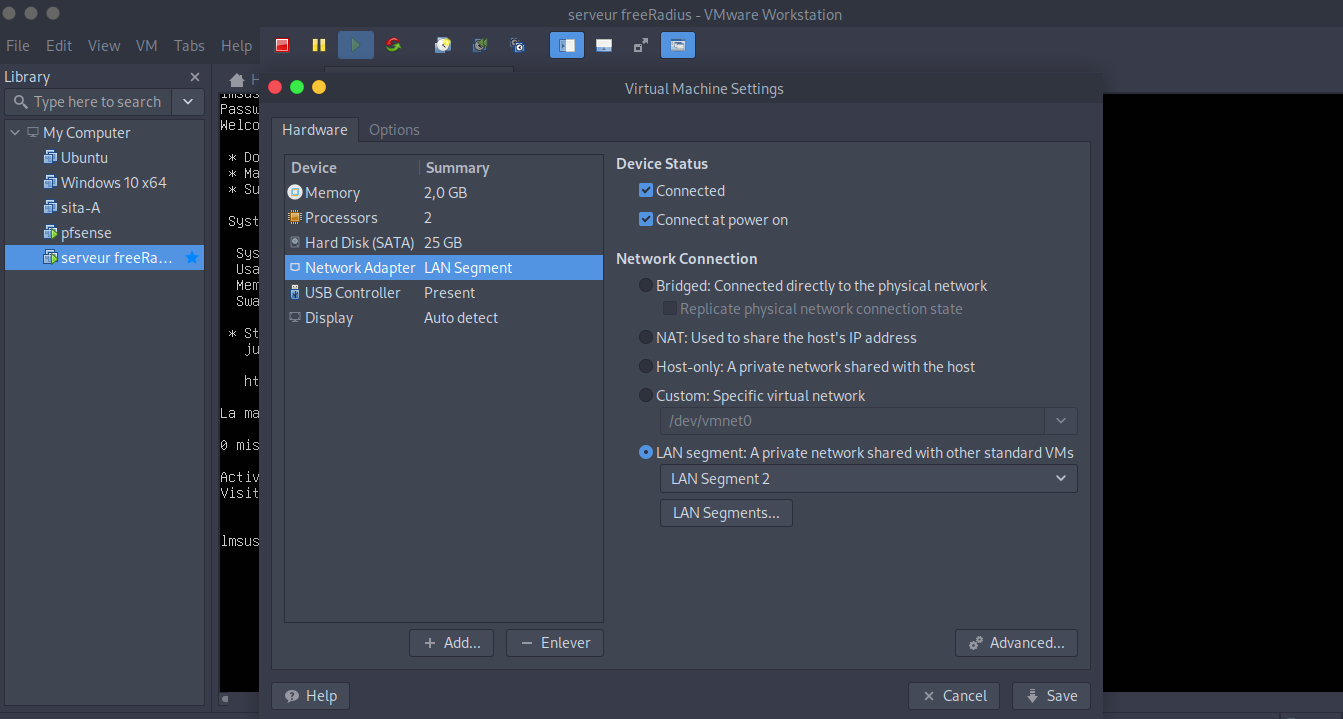 serveur freeRadius - VMware Workstation
File Edit View VM Tabs Help
Library
Type here to search
My Computer
Ubuntu
Windows 10 x64
sita-A
pfsense
serveur freeRa...
H
lmsus
Passw
Welco
* Do
* Ma
* Su
Syst
Sys
Usa
Mem
Swa
* St
ju
ht
La ma
0 mis
Activ
Visit
lmsus
Virtual Machine Settings
Hardware Options
Device Summary
Memory 2,0 GB
Processors 2
Hard Disk (SATA) 25 GB
Network Adapter LAN Segment
USB Controller Present
Display Auto detect
Add... Enlever
Device Status
Connected
Connect at power on
Network Connection
Bridged: Connected directly to the physical network
Replicate physical network connection state
NAT: Used to share the host's IP address
Host-only: A private network shared with the host
Custom: Specific virtual network
/dev/vmnet0
LAN segment: A private network shared with other standard VMs
LAN Segment 2
LAN Segments...
Advanced...
Help Cancel Save